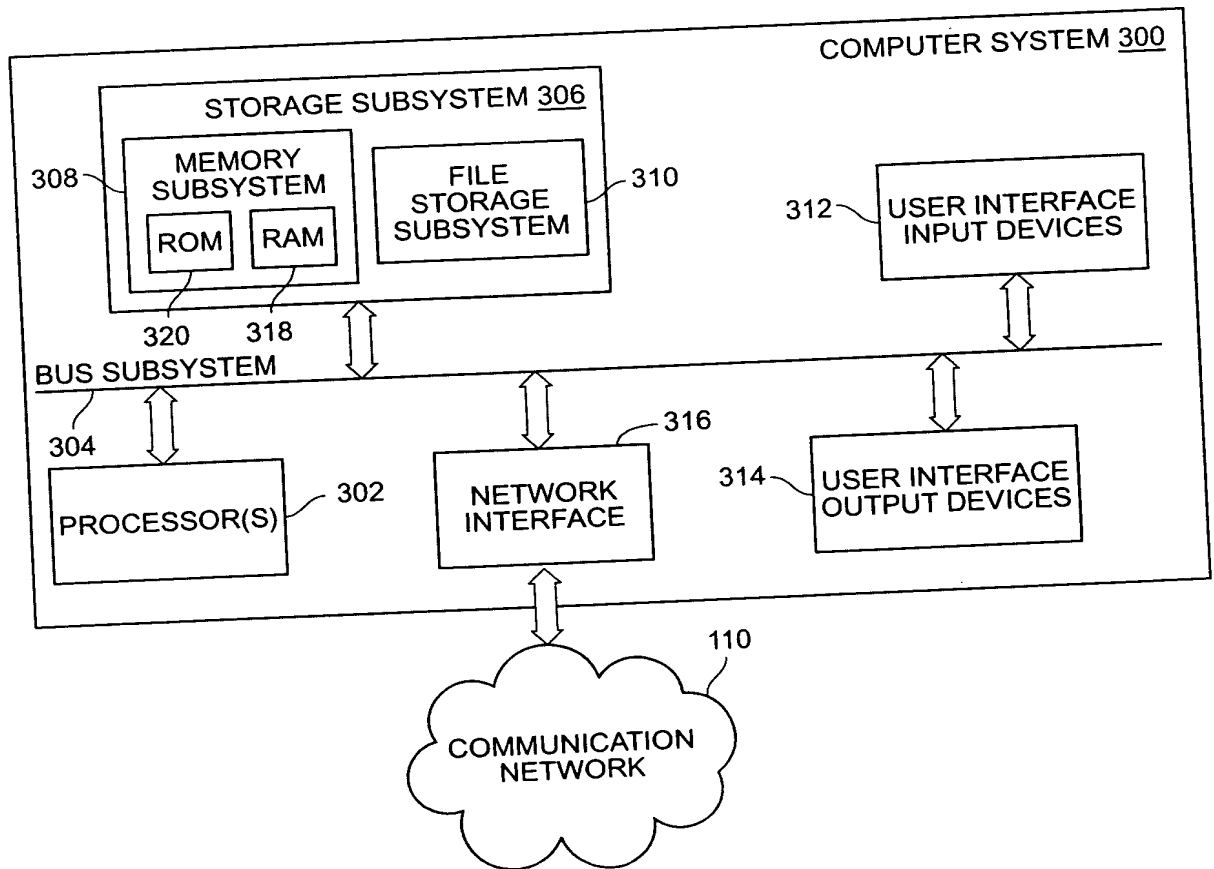 COMPUTER SYSTEM 300
STORAGE SUBSYSTEM 306
308
MEMORY
SUBSYSTEM
ROM
RAM
320
318
FILE
STORAGE
SUBSYSTEM
310
312
USER INTERFACE
INPUT DEVICES
BUS SUBSYSTEM
304
PROCESSOR(S)
302
316
NETWORK
INTERFACE
314
USER INTERFACE
OUTPUT DEVICES
110
COMMUNICATION
NETWORK